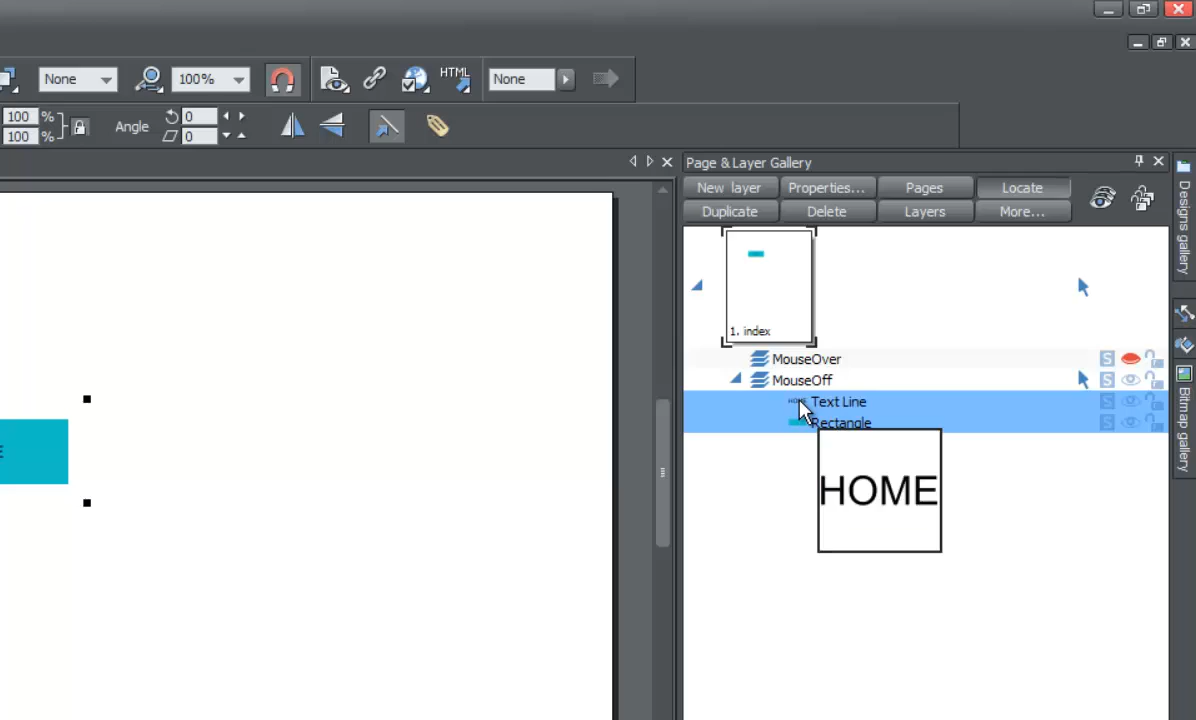 None
100%
HTML
None
100 %
100 %
Angle
0
0
Page & Layer Gallery
New layer
Properties...
Pages
Locate
Duplicate
Delete
Layers
More...
1. index
MouseOver
S
MouseOff
S
HOME Text Line
S
Rectangle
S
HOME
E
Designs gallery
Bitmap gallery